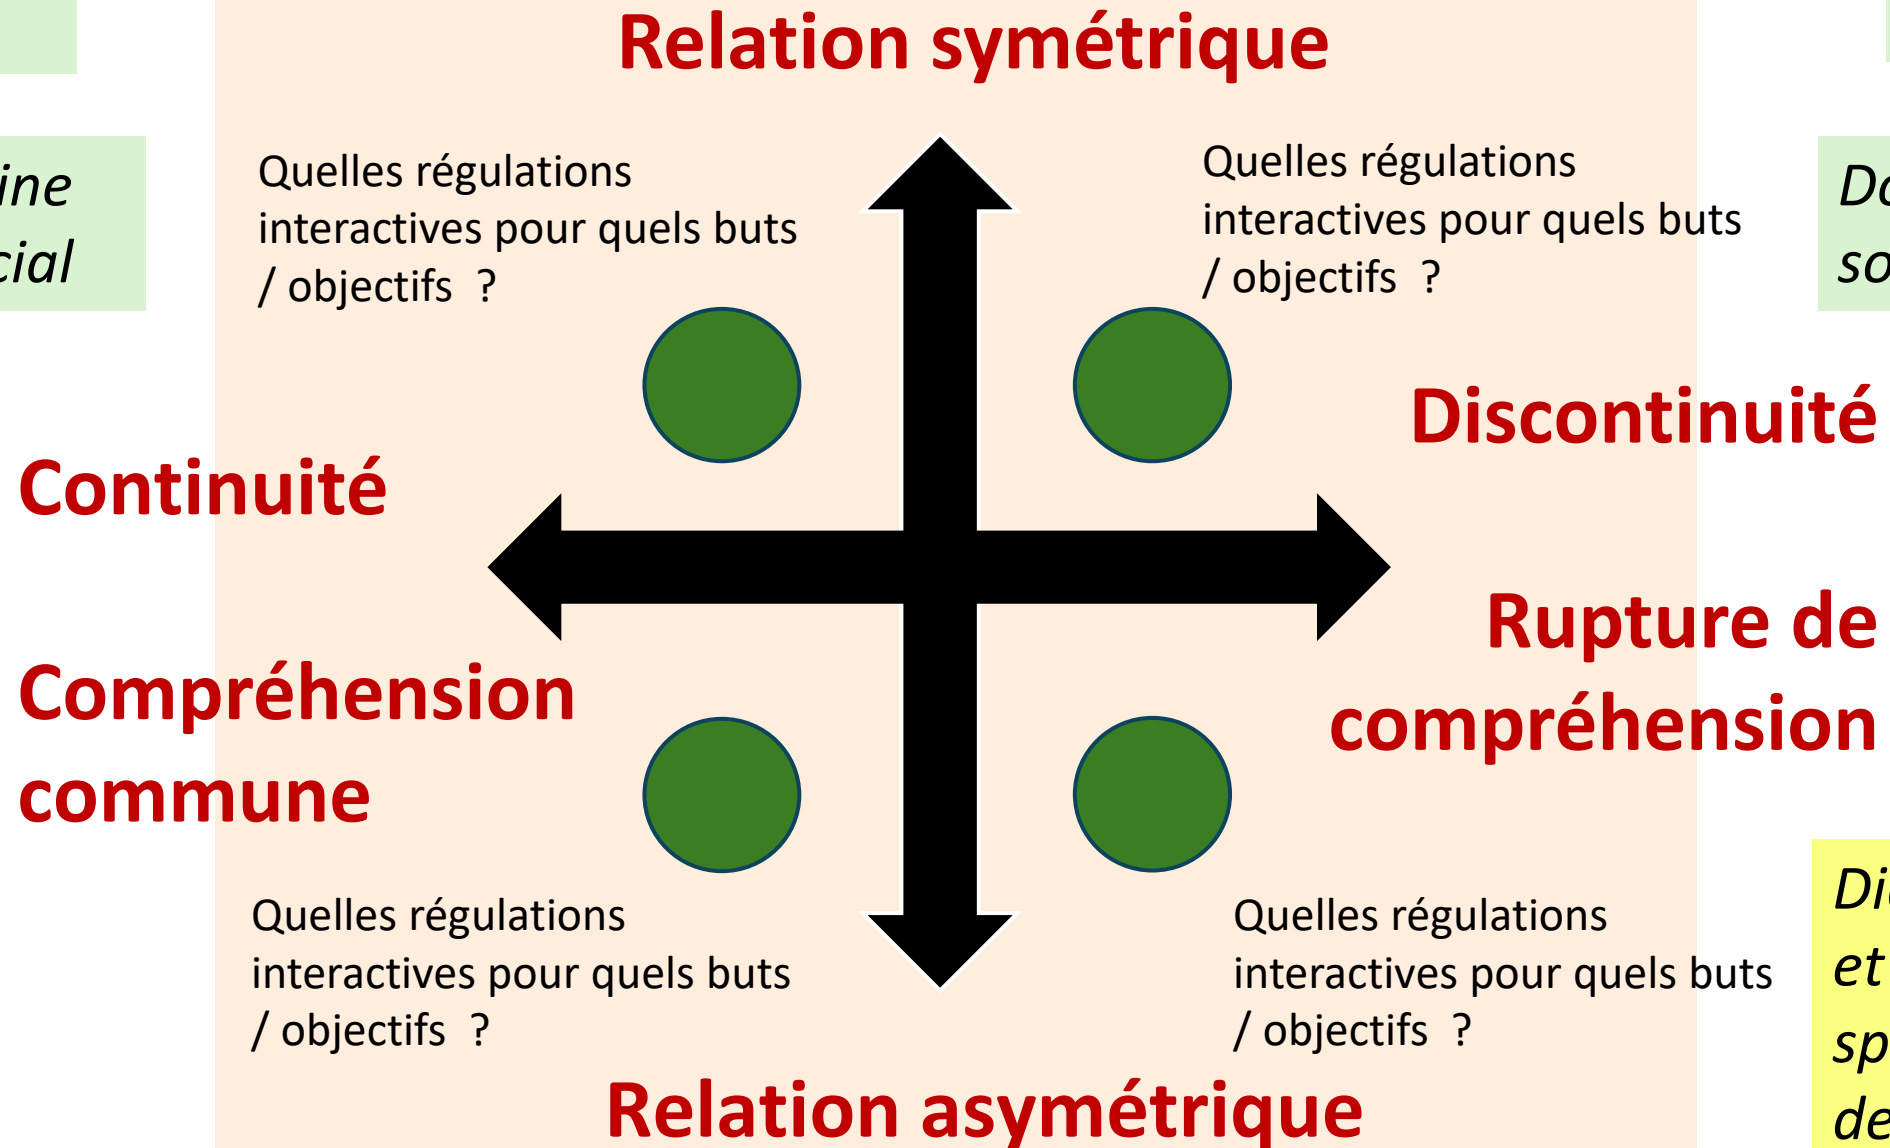 Relation symétrique
Quelles régulations
interactives pour quels buts
/ objectifs ?
Quelles régulations
interactives pour quels buts
/ objectifs ?
Discontinuité
Continuité
Rupture de
compréhension
Compréhension
commune
Quelles régulations
interactives pour quels buts
/ objectifs ?
Quelles régulations
interactives pour quels buts
/ objectifs ?
et
Relation asymétrique